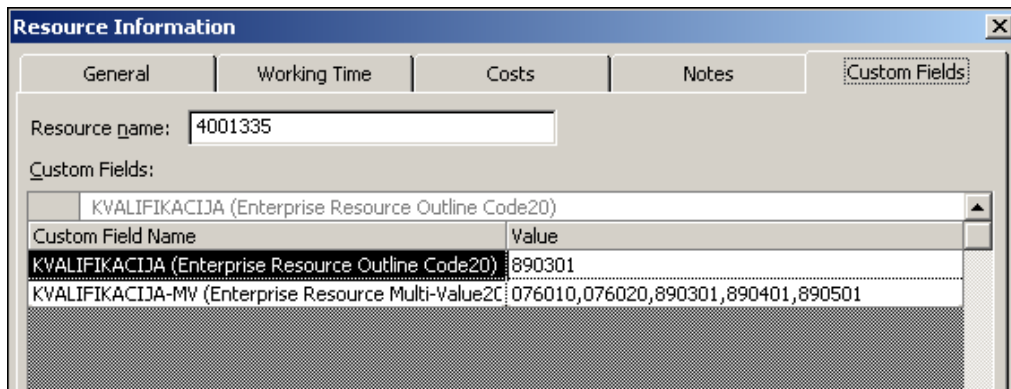 Resource Information
General Working Time Costs Notes Custom Fields
Resource name: 4001335
Custom Fields:
KVALIFIKACIJA (Enterprise Resource Outline Code20)
Custom Field Name Value
KVALIFIKACIJA (Enterprise Resource Outline Code20) 890301
KVALIFIKACIJA-MV (Enterprise Resource Multi-Value20 076010,076020,890301,890401,890501